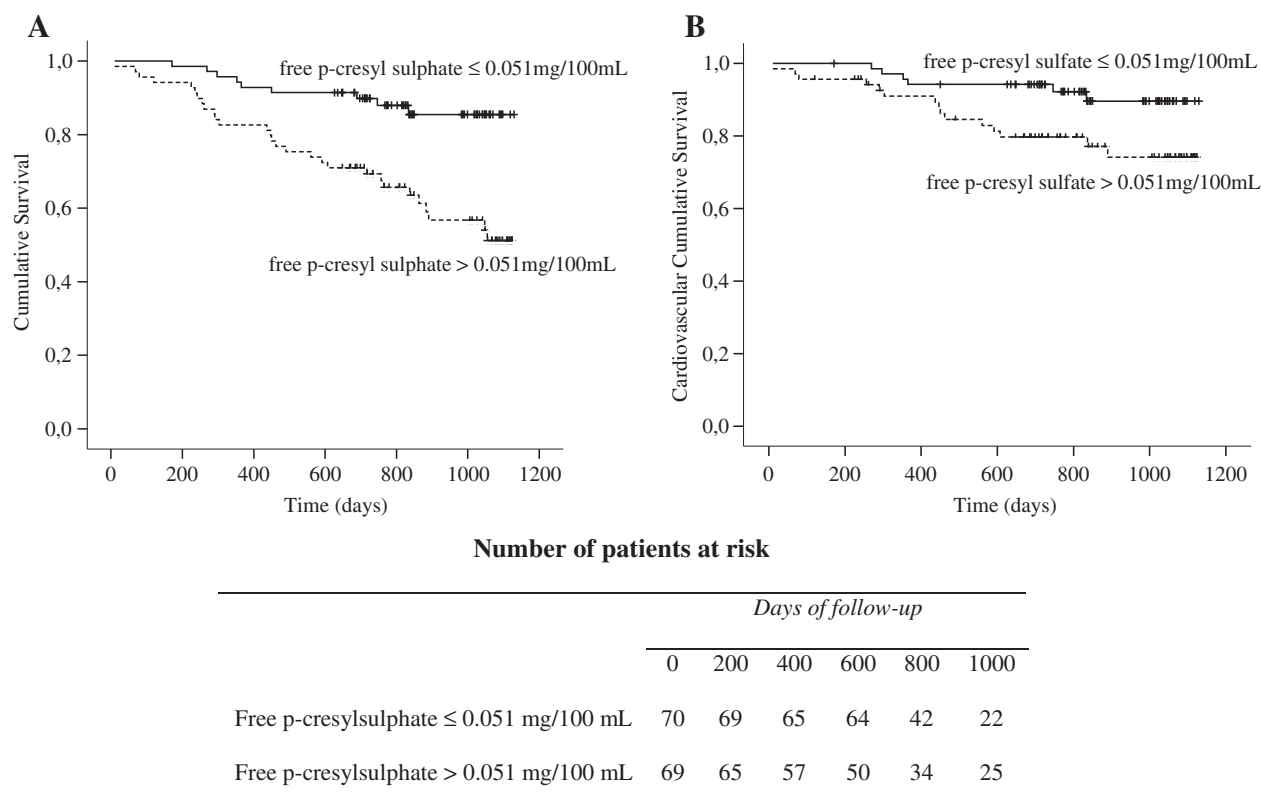 A
free p-cresyl sulphate ≤ 0.051mg/100mL
free p-cresyl sulphate > 0.051mg/100mL
Cumulative Survival
1,0
0,8
0,6
0,4
0,2
0,0
0 200 400 600 800 1000 1200
Time (days)
B
free p-cresyl sulfate ≤ 0.051mg/100mL
free p-cresyl sulfate > 0.051mg/100mL
Cardiovascular Cumulative Survival
1,0
0,8
0,6
0,4
0,2
0,0
0 200 400 600 800 1000 1200
Time (days)
Number of patients at risk
Days of follow-up
0 200 400 600 800 1000
Free p-cresylsulphate ≤ 0.051 mg/100 mL 70 69 65 64 42 22
Free p-cresylsulphate > 0.051 mg/100 mL 69 65 57 50 34 25